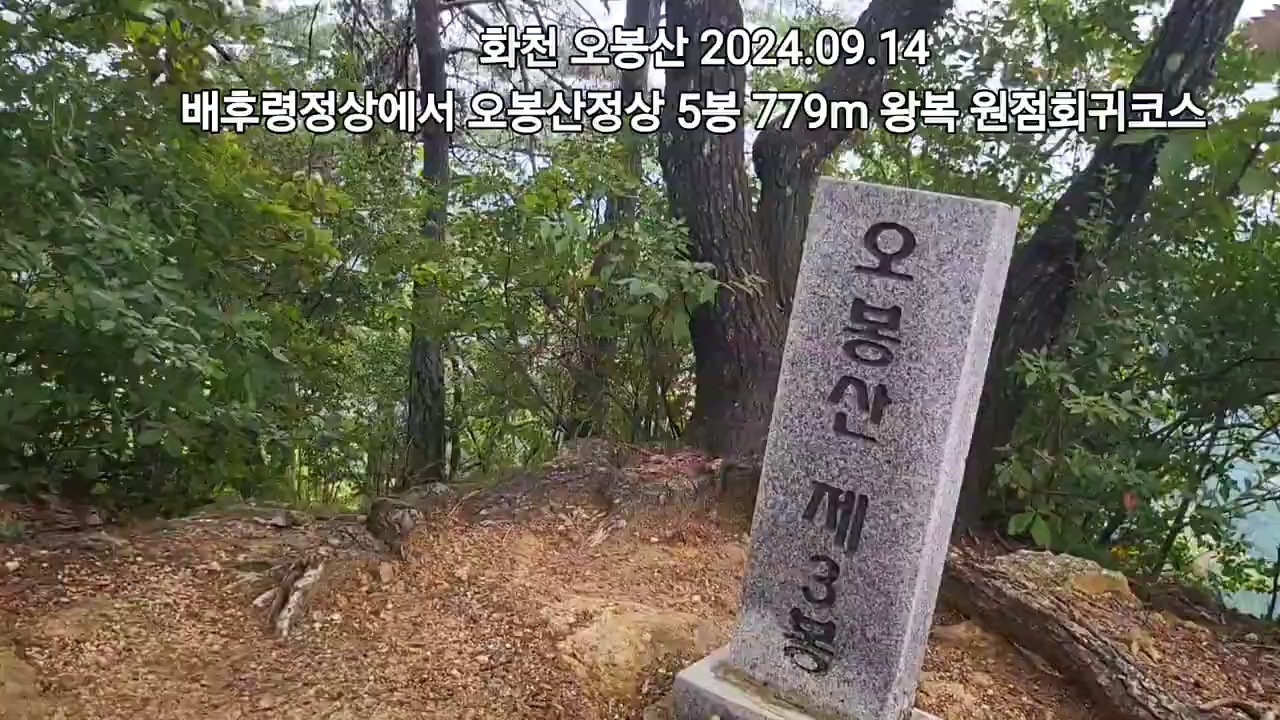 화천 오봉산 2024.09.14
배후령정상에서 오봉산정상 5봉 779m 왕복 원점회귀코스
오봉산 제3봉